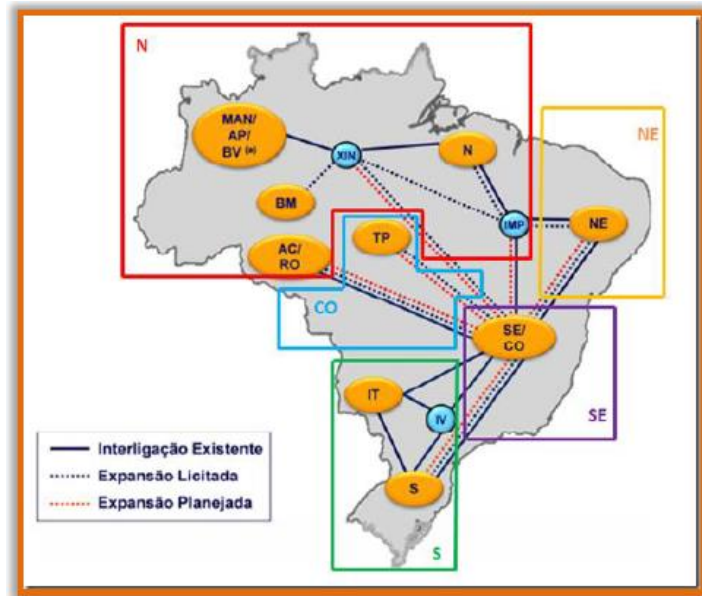 N
NE
MAN/
AP/
BV (a)
XIN
N
BM
IMP
NE
TP
AC/
RO
CO
SE/
CO
SE
IT
IV
Interligação Existente
Expansão Licitada
Expansão Planejada
S
S